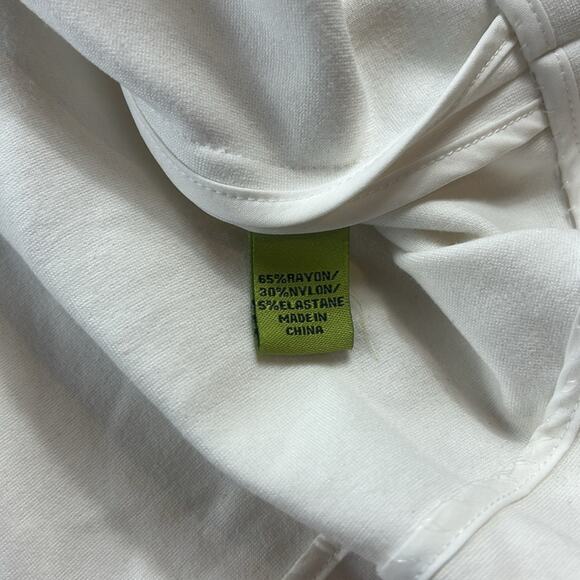 65%RAYON/
30%NYLON/
5%ELASTANE
MADE IN
CHINA